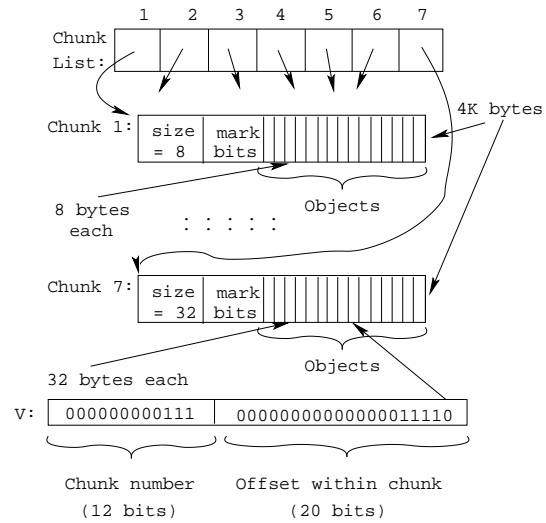 1 2 3 4 5 6 7
Chunk
List:
4K bytes
Chunk 1:
size
= 8
mark
bits
8 bytes
each
Objects
: : : : :
Chunk 7:
size
= 32
mark
bits
Objects
32 bytes each
V: 000000000111 00000000000000011110
Chunk number
(12 bits)
Offset within chunk
(20 bits)